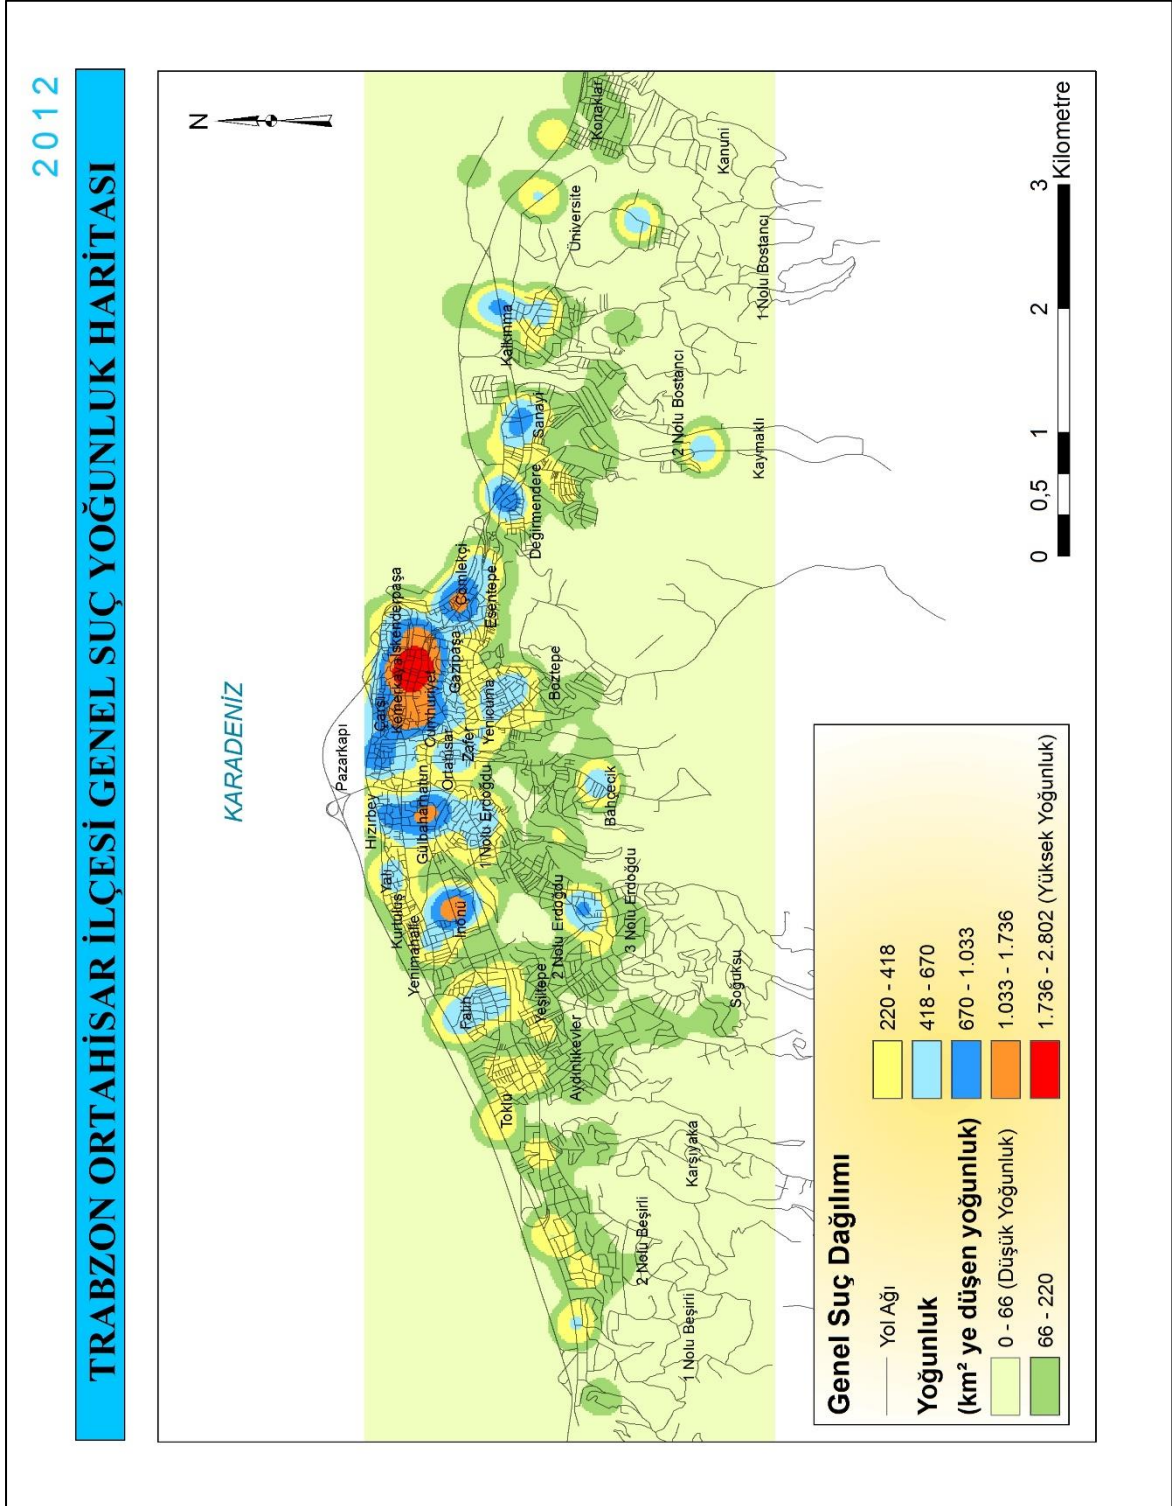 2012
TRABZON ORTAHİSAR İLÇESİ GENEL SUÇ YOĞUNLUK HARİTASI
N
KARADENİZ
Pazarkapı
Hızırbey
Çarşı
Kemerkaya
İskenderpaşa
Cumhuriyet
Gülbaharhatun
Ortahisar
Gazipaşa
Çömlekçi
Zafer
Yenicuma
Esentepe
Yalı
Kurtuluş
Yenimahalle
İnönü
1 Nolu Erdoğdu
Boztepe
Bahçecik
Fatih
Yeşiltepe
2 Nolu Erdoğdu
3 Nolu Erdoğdu
Toklu
Aydınlıkevler
Soğuksu
Karşıyaka
2 Nolu Beşirli
1 Nolu Beşirli
Değirmendere
Sanayi
Kalkınma
Üniversite
Konaklar
Kanuni
1 Nolu Bostancı
2 Nolu Bostancı
Kaymaklı
Genel Suç Dağılımı
Yol Ağı
Yoğunluk
(km² ye düşen yoğunluk)
0 - 66 (Düşük Yoğunluk)
66 - 220
220 - 418
418 - 670
670 - 1.033
1.033 - 1.736
1.736 - 2.802 (Yüksek Yoğunluk)
0 0,5 1 2 3
Kilometre